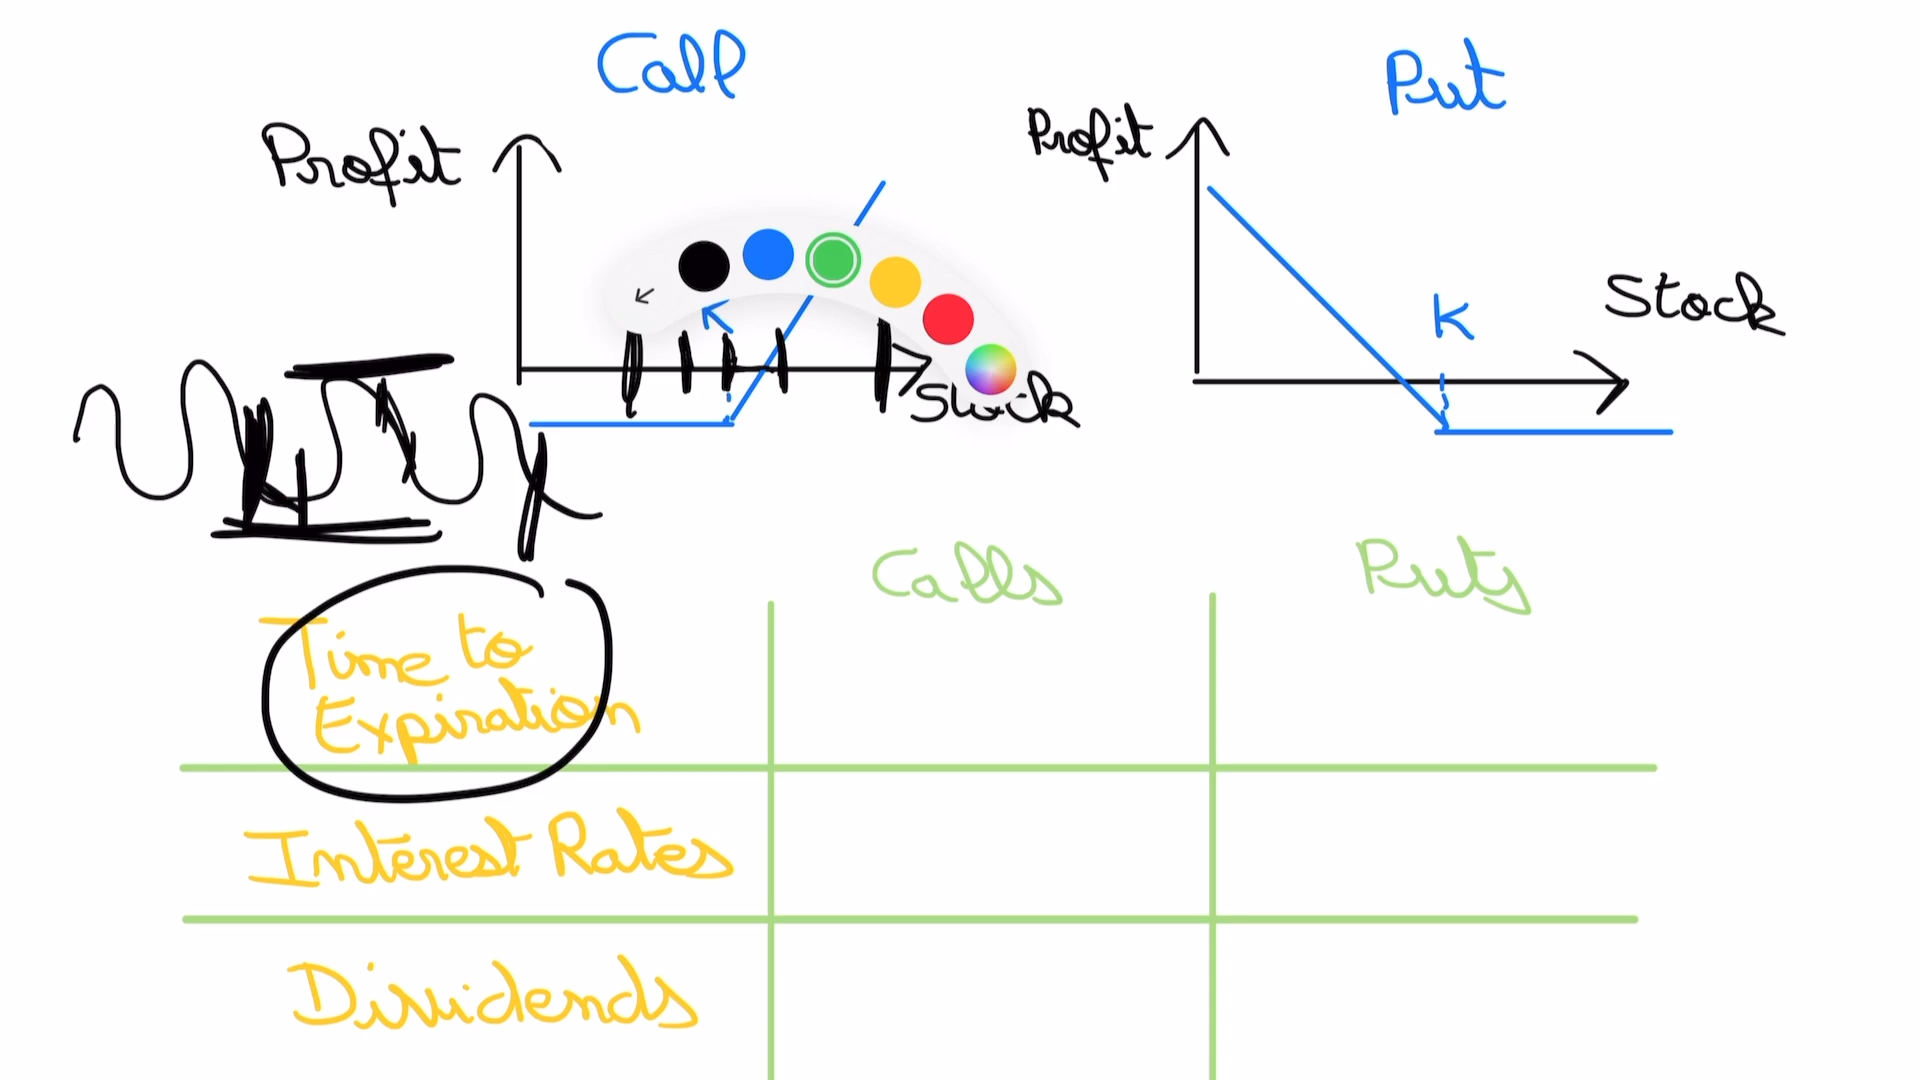 Call
Put
Profit
Profit
K
K
Stock
Stock
Calls
Puts
Time to
Expiration
Interest Rates
Dividends